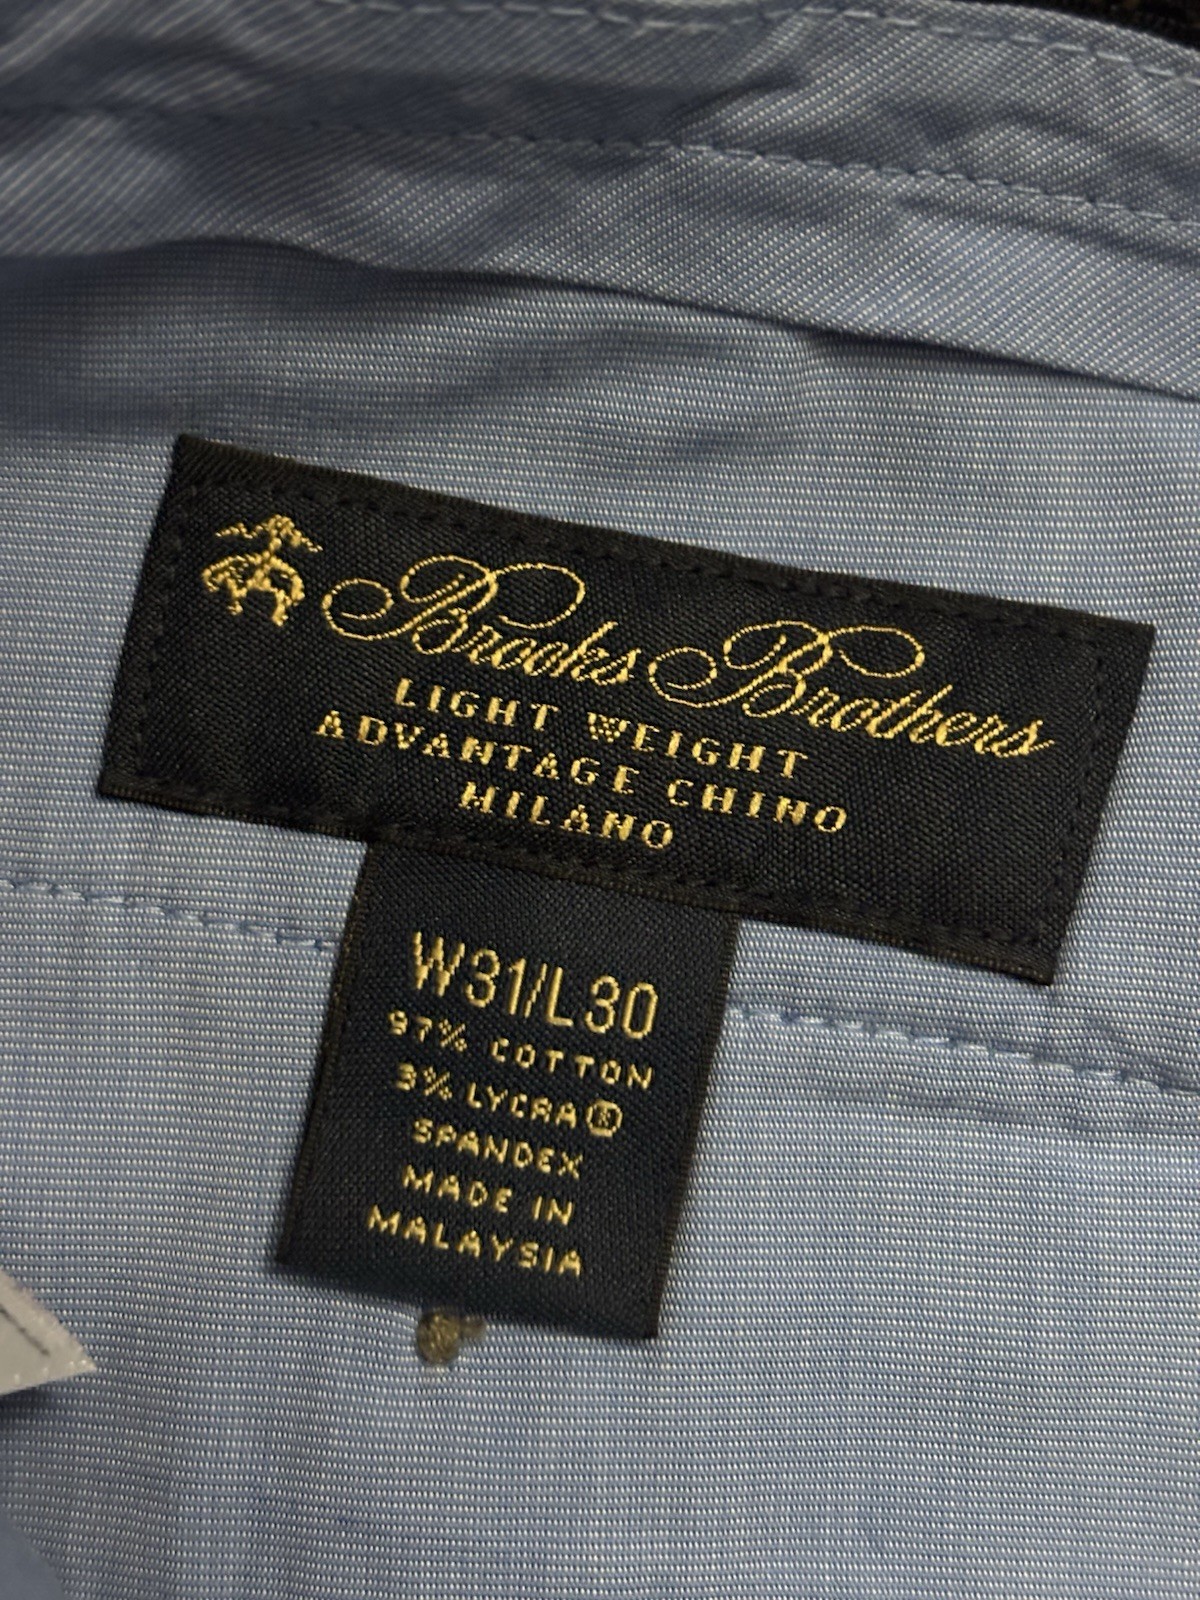 Brooks Brothers
LIGHT WEIGHT
ADVANTAGE CHINO
MILANO
W31/L30
97% COTTON
3% LYCRA®
SPANDEX
MADE IN
MALAYSIA